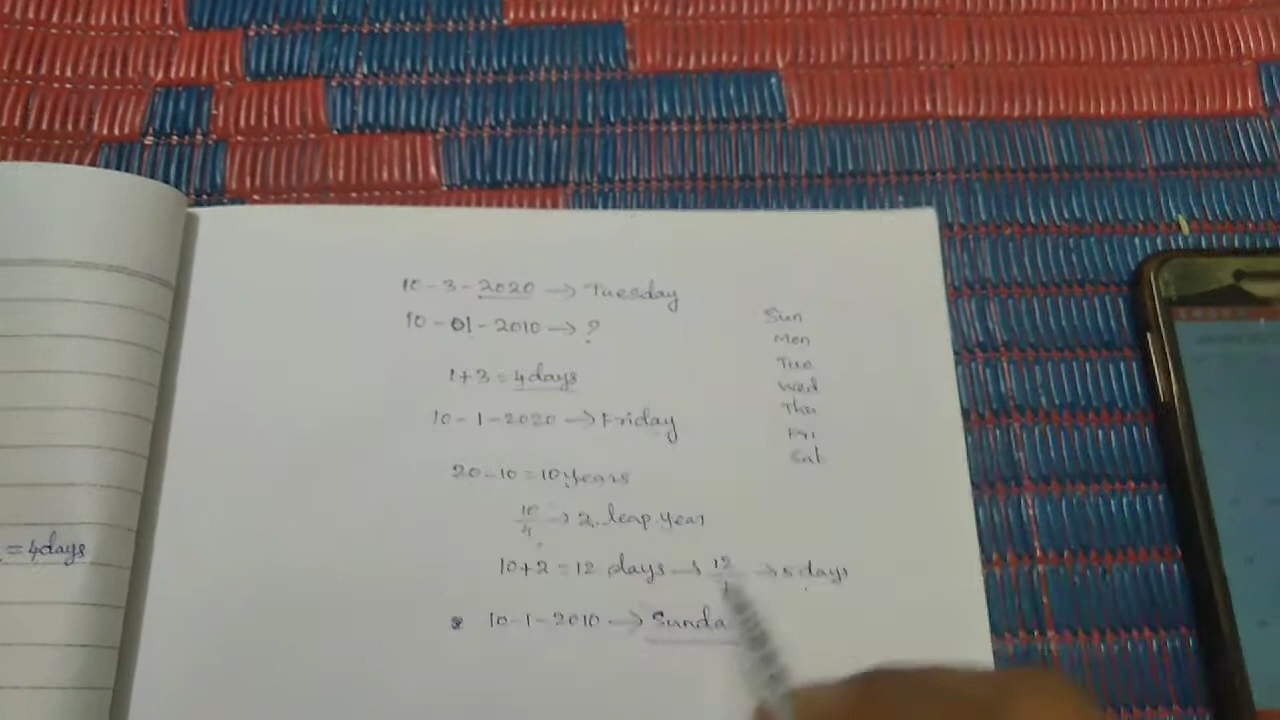 10-3-2020 → Tuesday
10-01-2010 → ?
1+3=4days
10-1-2020 → Friday
20-10=10years
10/4 → 2 leap year
10+2=12 days → 12/ → 5 days
10-1-2010 → Sunda
Sun
Mon
Tue
Wed
Thu
Fri
Sat
=4days